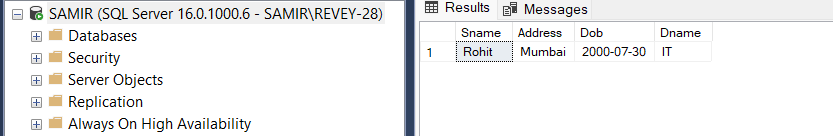 SAMIR (SQL Server 16.0.1000.6 - SAMIR\REVEY-28)
Databases
Security
Server Objects
Replication
Always On High Availability
Results Messages
Sname Address Dob Dname
1 Rohit Mumbai 2000-07-30 IT